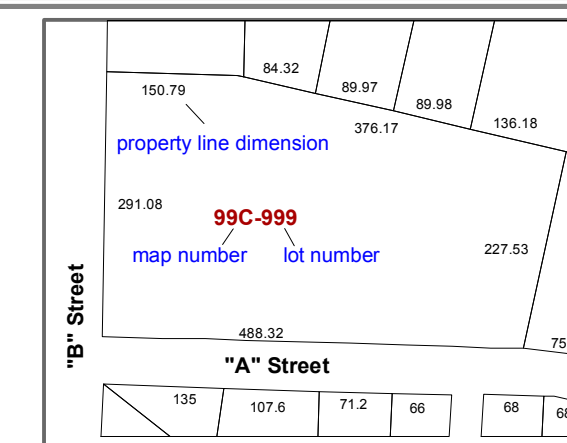 84.32
150.79
89.97
89.98
136.18
376.17
property line dimension
291.08
99C-999
map number
lot number
227.53
"B" Street
488.32
75
"A" Street
135
107.6
71.2
66
68